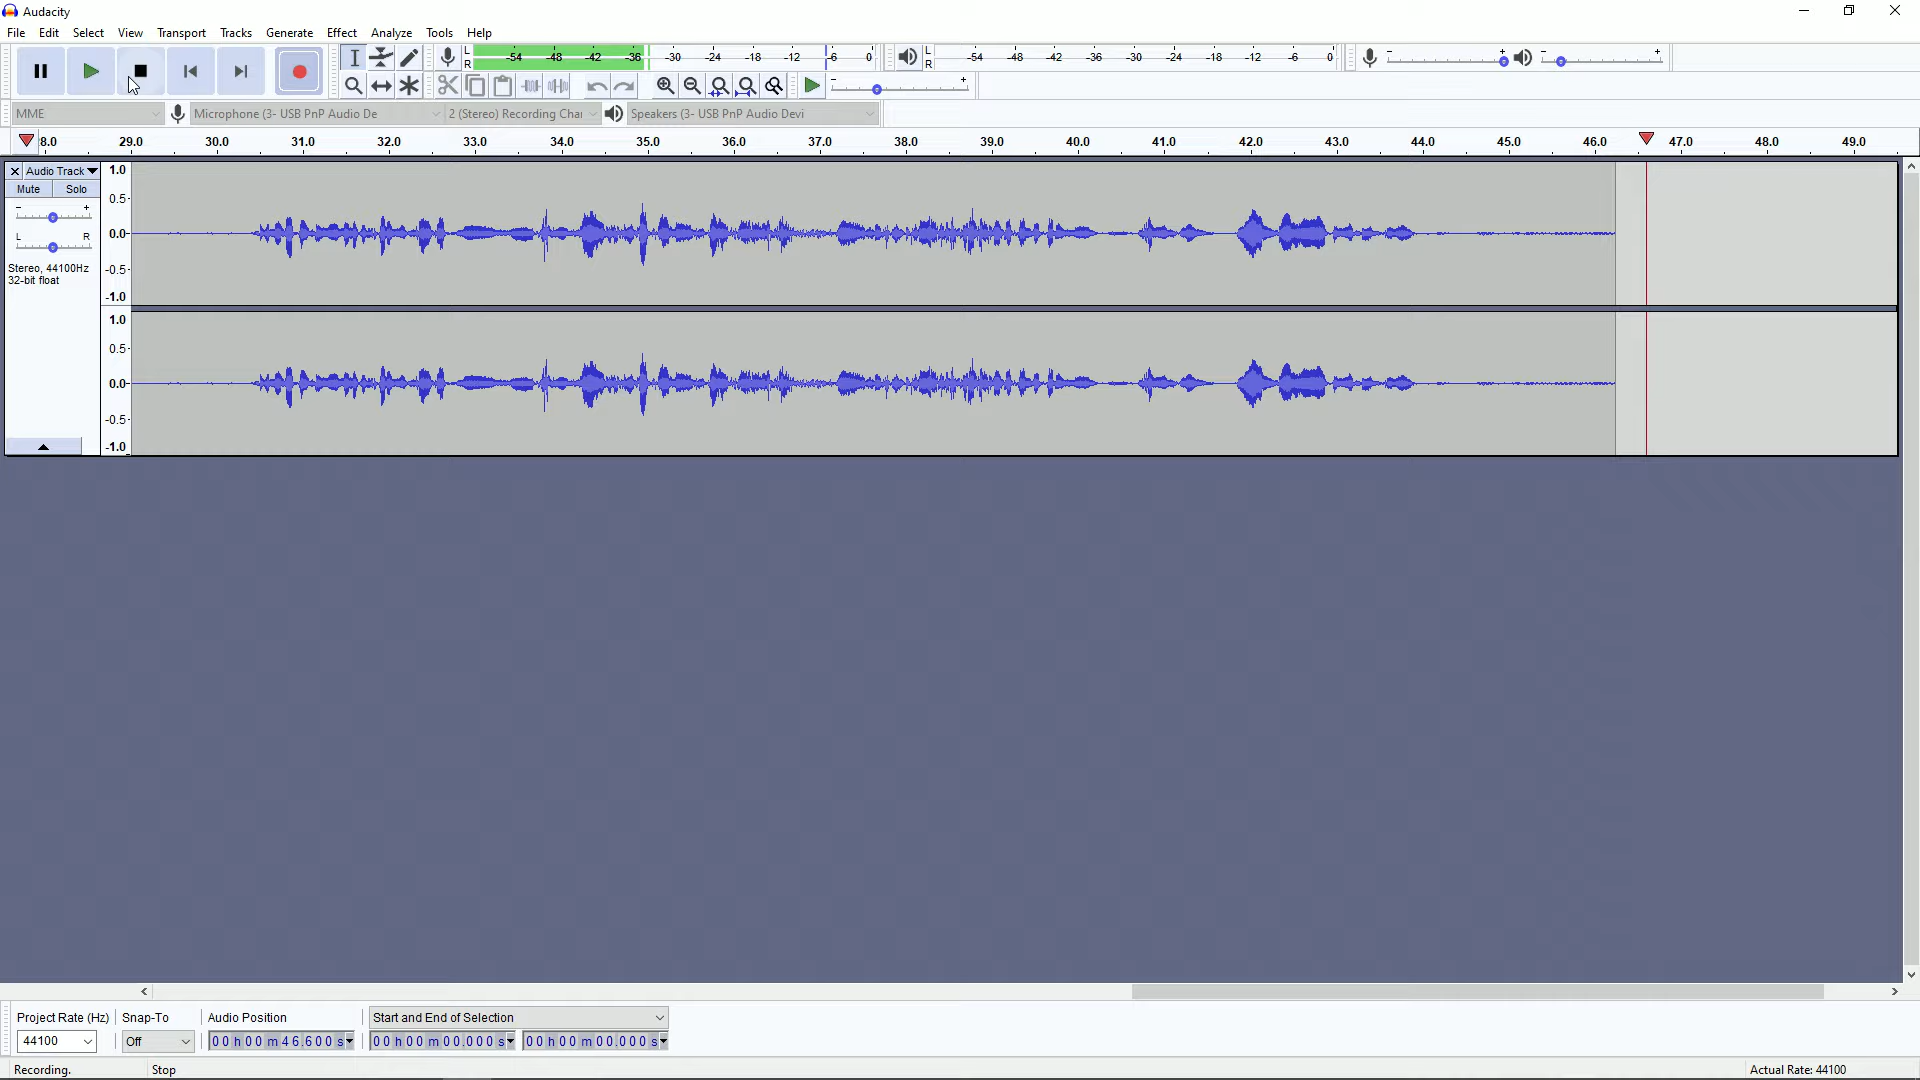 Audacity
File Edit Select View Transport Tracks Generate Effect Analyze Tools Help
L -54 -48 -42 -36 -30 -24 -18 -12 -6 0 L -54 -48 -42 -36 -30 -24 -18 -12 -6 0 - + - +
R R
- +
MME Microphone (3- USB PnP Audio De 2 (Stereo) Recording Char Speakers (3- USB PnP Audio Devi
8.0 29.0 30.0 31.0 32.0 33.0 34.0 35.0 36.0 37.0 38.0 39.0 40.0 41.0 42.0 43.0 44.0 45.0 46.0 47.0 48.0 49.0
Audio Track 1.0
Mute Solo 0.5
- +
L R 0.0
Stereo, 44100Hz -0.5
32-bit float
-1.0
1.0
0.5
0.0
-0.5
-1.0
Project Rate (Hz) Snap-To Audio Position Start and End of Selection
44100 Off 00 h 00 m 46.600 s 00 h 00 m 00.000 s 00 h 00 m 00.000 s
Recording. Stop Actual Rate: 44100